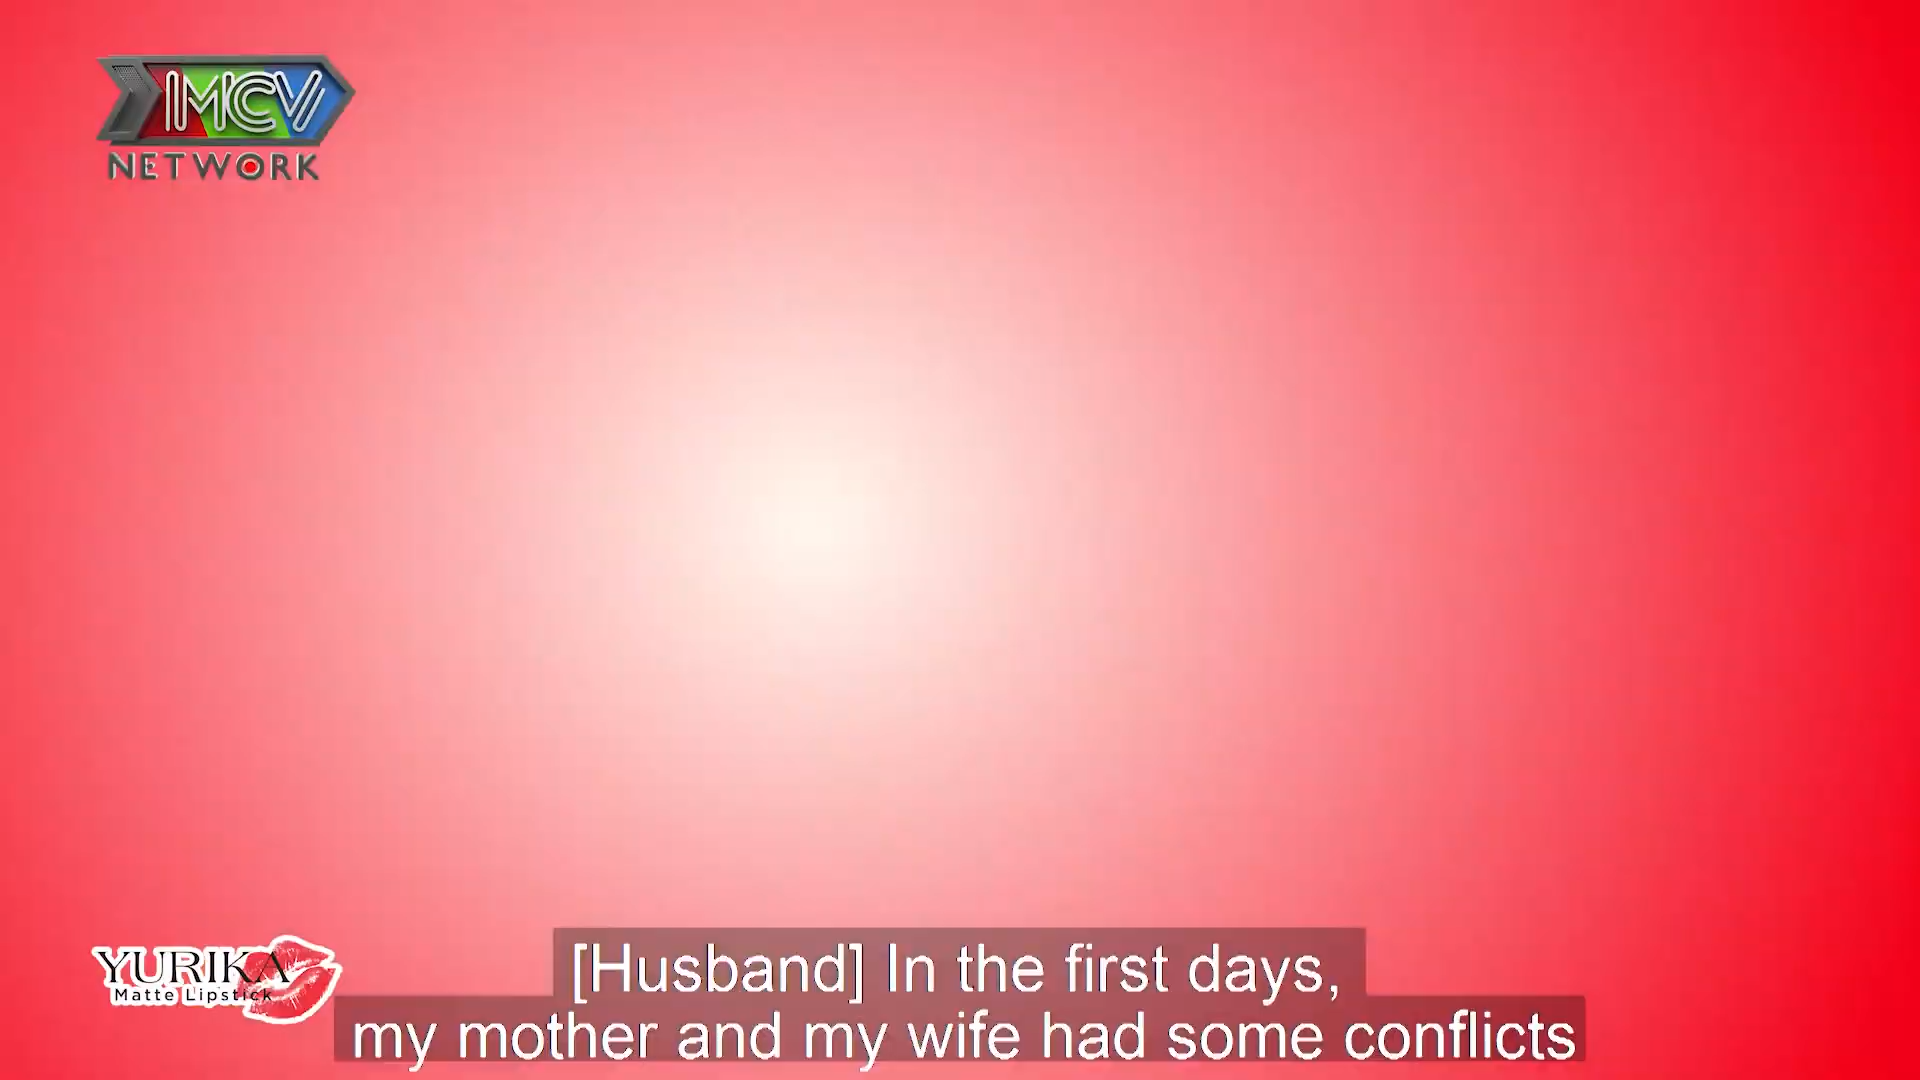 MCV
NETWORK
YURIKA
Matte Lipstick
[Husband] In the first days,
my mother and my wife had some conflicts